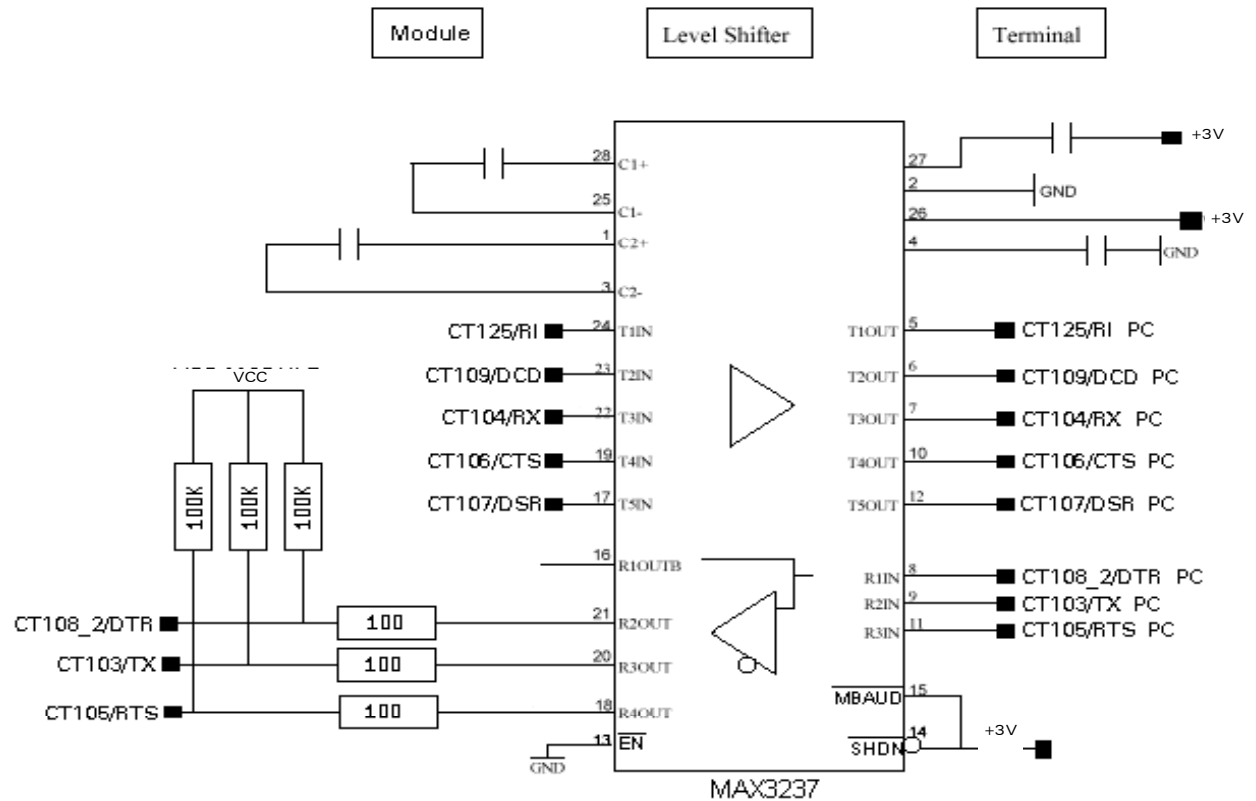 Module
Level Shifter
Terminal
+3V
28 C1+
27
25 C1-
2 GND
26 +3V
1 C2+
4 GND
3 C2-
CT125/RI 24 T1IN
T1OUT 5 CT125/RI PC
VCC
CT109/DCD 23 T2IN
T2OUT 6 CT109/DCD PC
CT104/RX 22 T3IN
T3OUT 7 CT104/RX PC
CT106/CTS 19 T4IN
T4OUT 10 CT106/CTS PC
CT107/DSR 17 T5IN
T5OUT 12 CT107/DSR PC
100K 100K 100K
16 R1OUTB
R1IN 8 CT108_2/DTR PC
R2IN 9 CT103/TX PC
CT108_2/DTR 100 21 R2OUT
R3IN 11 CT105/RTS PC
CT103/TX 100 20 R3OUT
MBAUD 15
CT105/RTS 100 18 R4OUT
GND 13 EN
SHDN 14 +3V
MAX3237